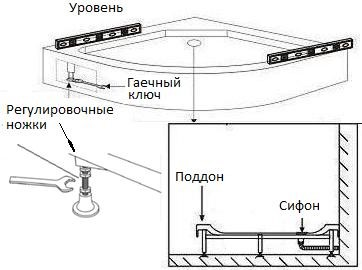 Уровень
Гаечный
ключ
Регулировочные
ножки
Поддон
Сифон